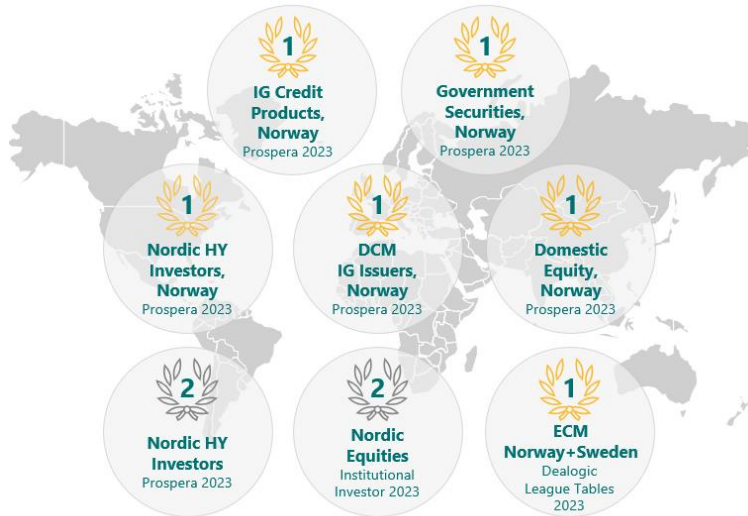 1
IG Credit
Products,
Norway
Prospera 2023
1
Government
Securities,
Norway
Prospera 2023
1
Nordic HY
Investors,
Norway
Prospera 2023
1
DCM
IG Issuers,
Norway
Prospera 2023
1
Domestic
Equity,
Norway
Prospera 2023
2
Nordic HY
Investors
Prospera 2023
2
Nordic
Equities
Institutional
Investor 2023
1
ECM
Norway+Sweden
Dealogic
League Tables
2023